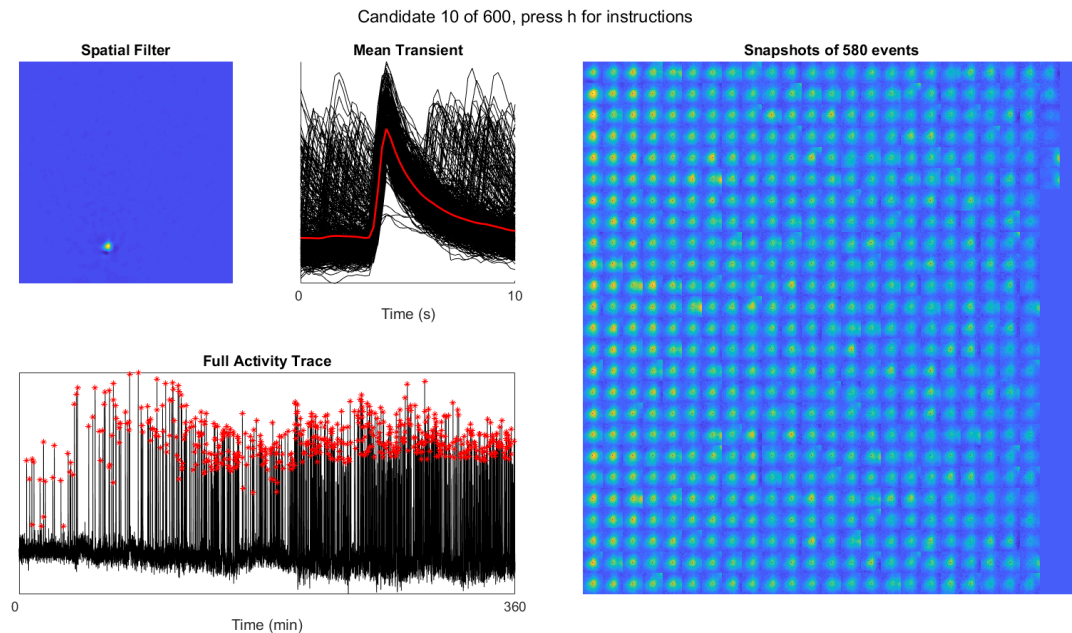 Candidate 10 of 600, press h for instructions
Spatial Filter
Mean Transient
Snapshots of 580 events
0
10
Time (s)
Full Activity Trace
0
360
Time (min)